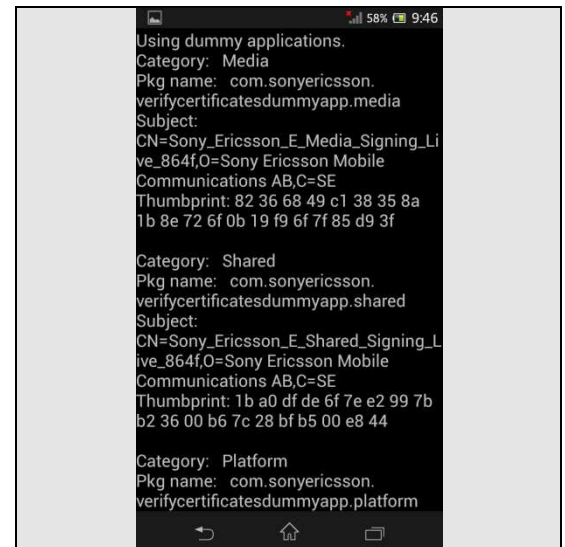 58% 9:46
Using dummy applications.
Category: Media
Pkg name: com.sonyericsson.
verifycertificatesdummyapp.media
Subject:
CN=Sony_Ericsson_E_Media_Signing_Li
ve_864f,O=Sony Ericsson Mobile
Communications AB,C=SE
Thumbprint: 82 36 68 49 c1 38 35 8a
1b 8e 72 6f 0b 19 f9 6f 7f 85 d9 3f
Category: Shared
Pkg name: com.sonyericsson.
verifycertificatesdummyapp.shared
Subject:
CN=Sony_Ericsson_E_Shared_Signing_L
ive_864f,O=Sony Ericsson Mobile
Communications AB,C=SE
Thumbprint: 1b a0 df de 6f 7e e2 99 7b
b2 36 00 b6 7c 28 bf b5 00 e8 44
Category: Platform
Pkg name: com.sonyericsson.
verifycertificatesdummyapp.platform